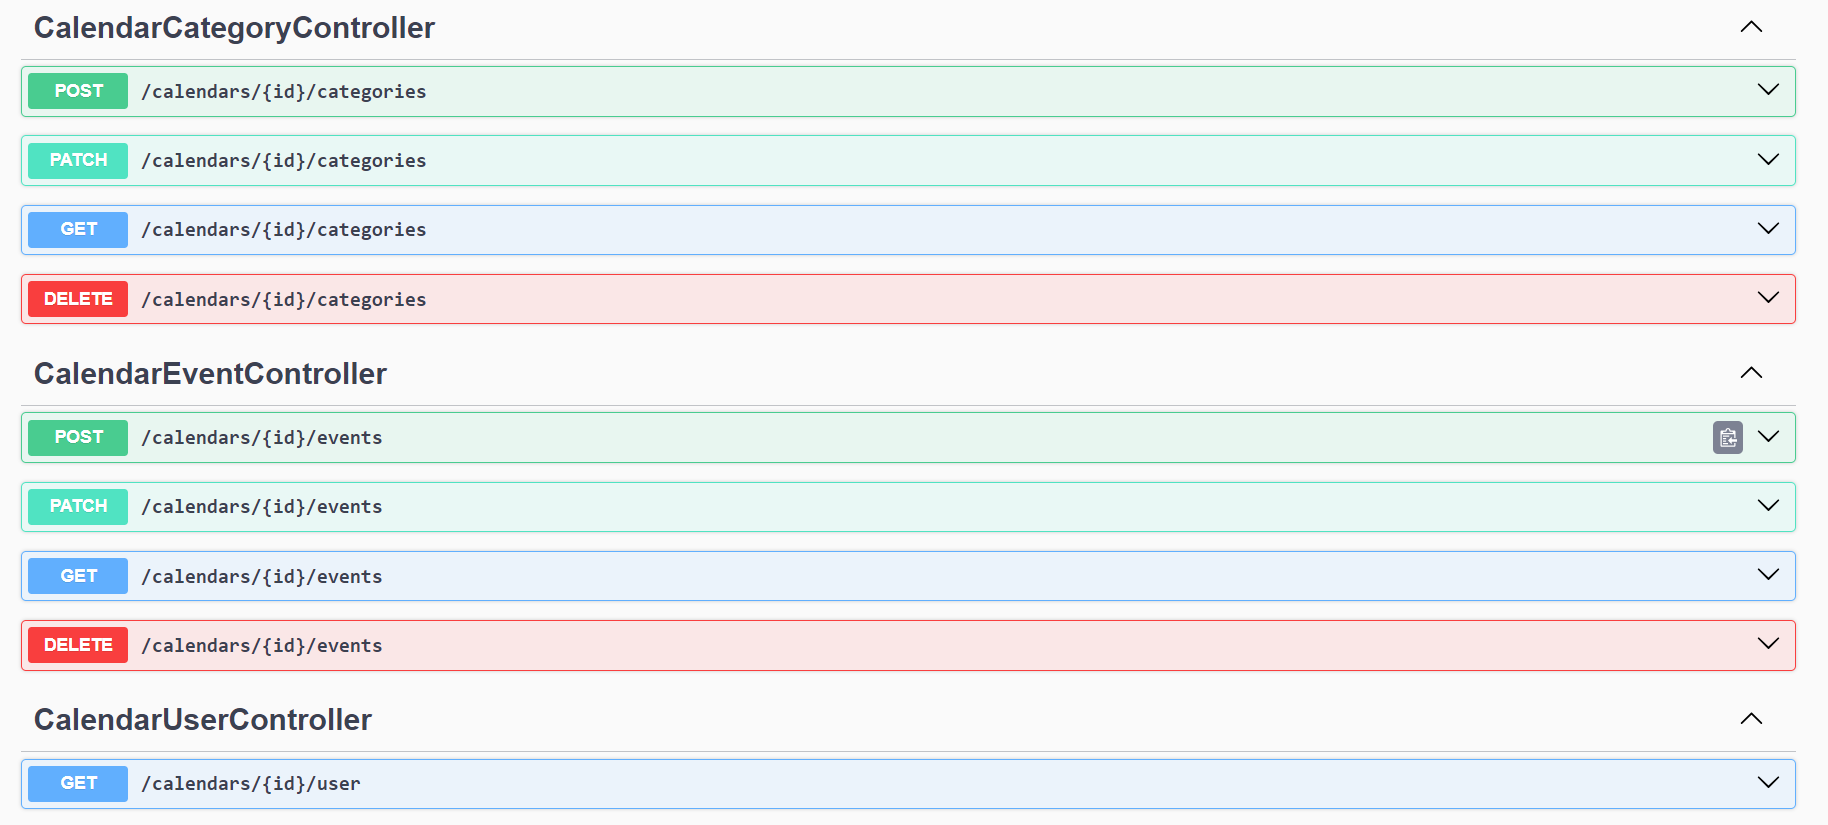 CalendarCategoryController
POST /calendars/{id}/categories
PATCH /calendars/{id}/categories
GET /calendars/{id}/categories
DELETE /calendars/{id}/categories
CalendarEventController
POST /calendars/{id}/events
PATCH /calendars/{id}/events
GET /calendars/{id}/events
DELETE /calendars/{id}/events
CalendarUserController
GET /calendars/{id}/user